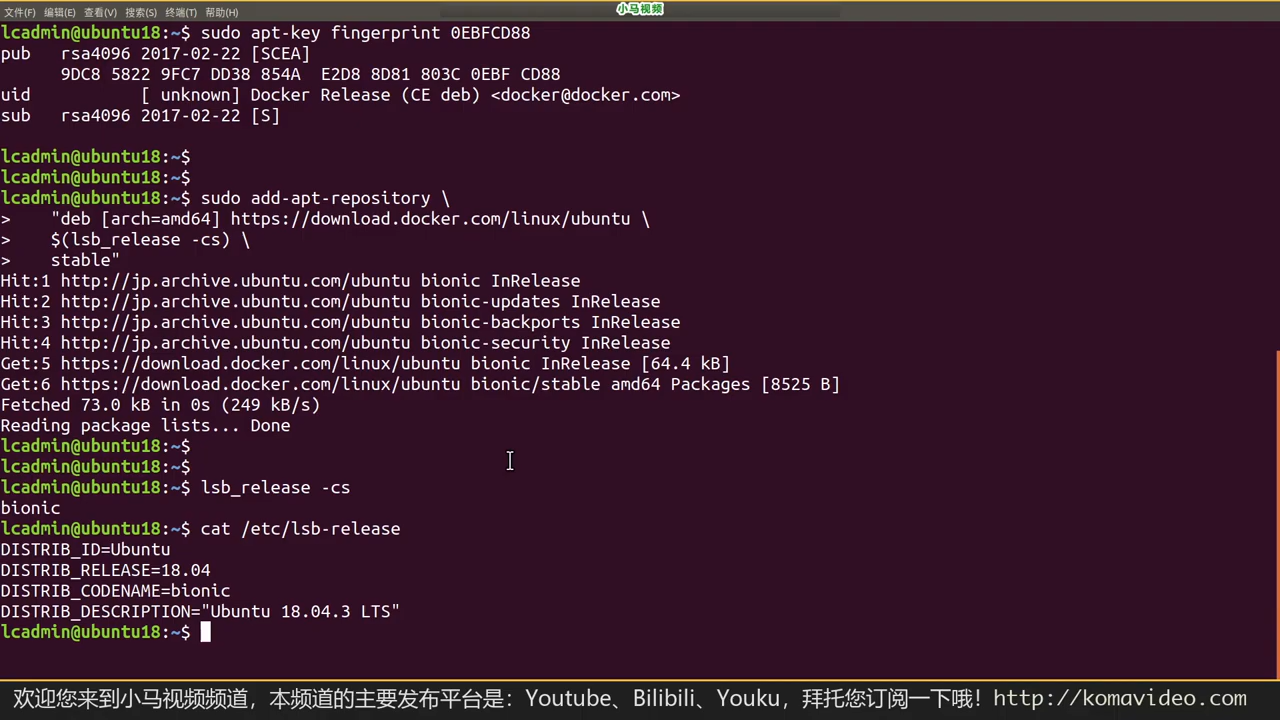 小马视频
文件(F) 编辑(E) 查看(V) 搜索(S) 终端(T) 帮助(H)
lcadmin@ubuntu18:~$ sudo apt-key fingerprint 0EBFCD88
pub   rsa4096 2017-02-22 [SCEA]
      9DC8 5822 9FC7 DD38 854A  E2D8 8D81 803C 0EBF CD88
uid           [ unknown] Docker Release (CE deb) <docker@docker.com>
sub   rsa4096 2017-02-22 [S]
lcadmin@ubuntu18:~$
lcadmin@ubuntu18:~$
lcadmin@ubuntu18:~$ sudo add-apt-repository \
>    "deb [arch=amd64] https://download.docker.com/linux/ubuntu \
>    $(lsb_release -cs) \
>    stable"
Hit:1 http://jp.archive.ubuntu.com/ubuntu bionic InRelease
Hit:2 http://jp.archive.ubuntu.com/ubuntu bionic-updates InRelease
Hit:3 http://jp.archive.ubuntu.com/ubuntu bionic-backports InRelease
Hit:4 http://jp.archive.ubuntu.com/ubuntu bionic-security InRelease
Get:5 https://download.docker.com/linux/ubuntu bionic InRelease [64.4 kB]
Get:6 https://download.docker.com/linux/ubuntu bionic/stable amd64 Packages [8525 B]
Fetched 73.0 kB in 0s (249 kB/s)
Reading package lists... Done
lcadmin@ubuntu18:~$
lcadmin@ubuntu18:~$
lcadmin@ubuntu18:~$ lsb_release -cs
bionic
lcadmin@ubuntu18:~$ cat /etc/lsb-release
DISTRIB_ID=Ubuntu
DISTRIB_RELEASE=18.04
DISTRIB_CODENAME=bionic
DISTRIB_DESCRIPTION="Ubuntu 18.04.3 LTS"
lcadmin@ubuntu18:~$
欢迎您来到小马视频频道，本频道的主要发布平台是：Youtube、Bilibili、Youku，拜托您订阅一下哦！http://komavideo.com